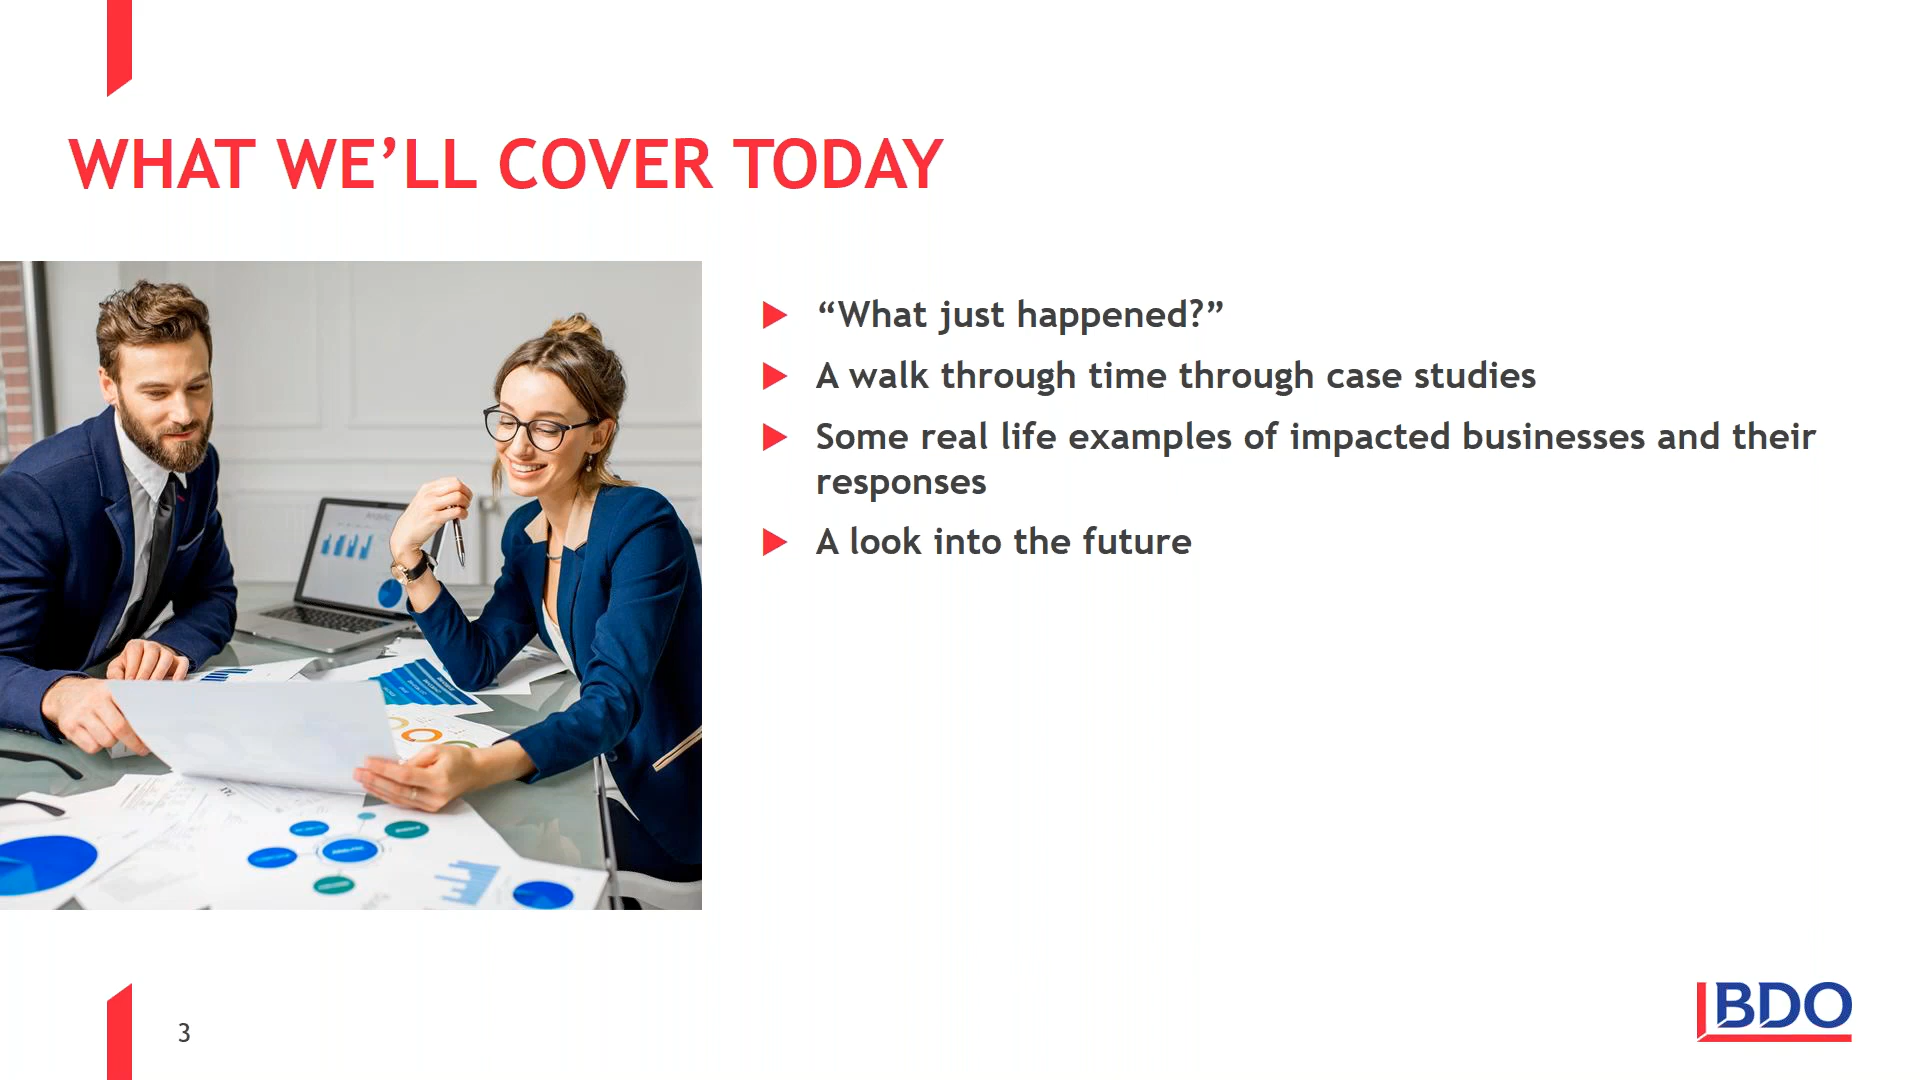 WHAT WE’LL COVER TODAY
“What just happened?”
A walk through time through case studies
Some real life examples of impacted businesses and their
responses
A look into the future
3
BDO